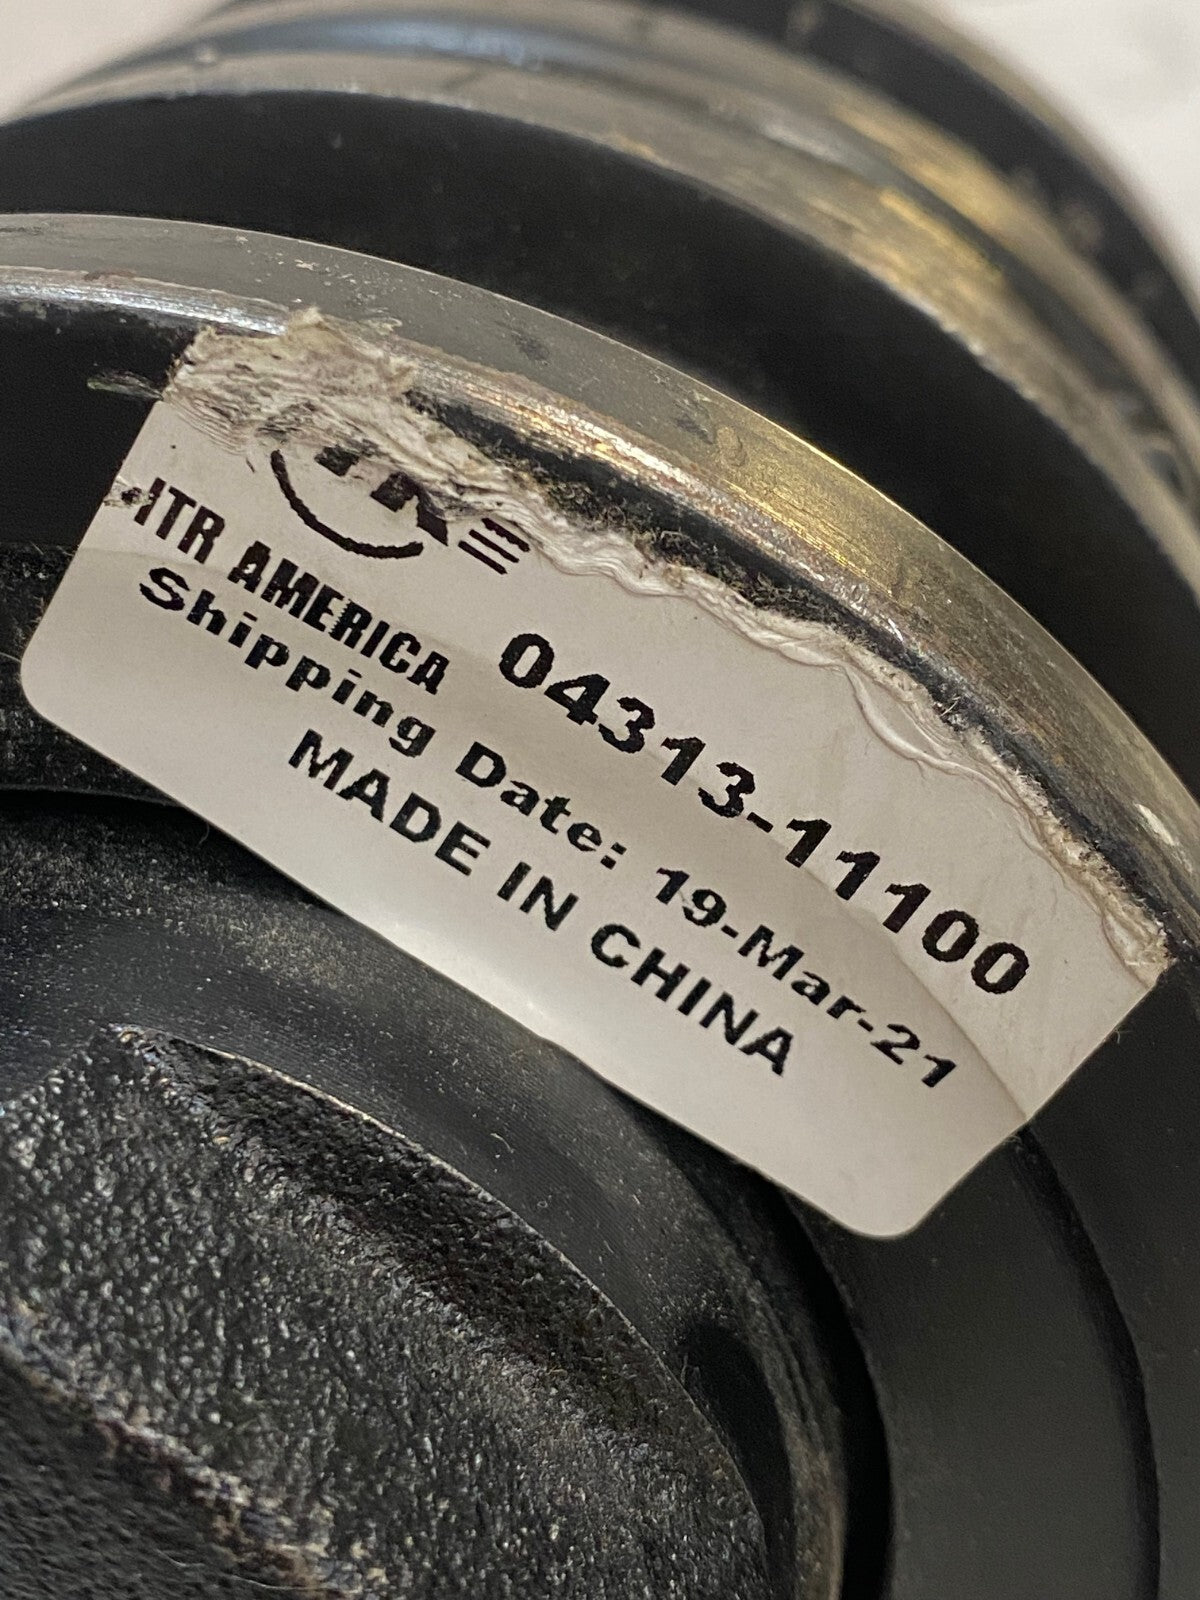 ITR AMERICA 04313-11100
Shipping Date: 19-Mar-21
MADE IN CHINA